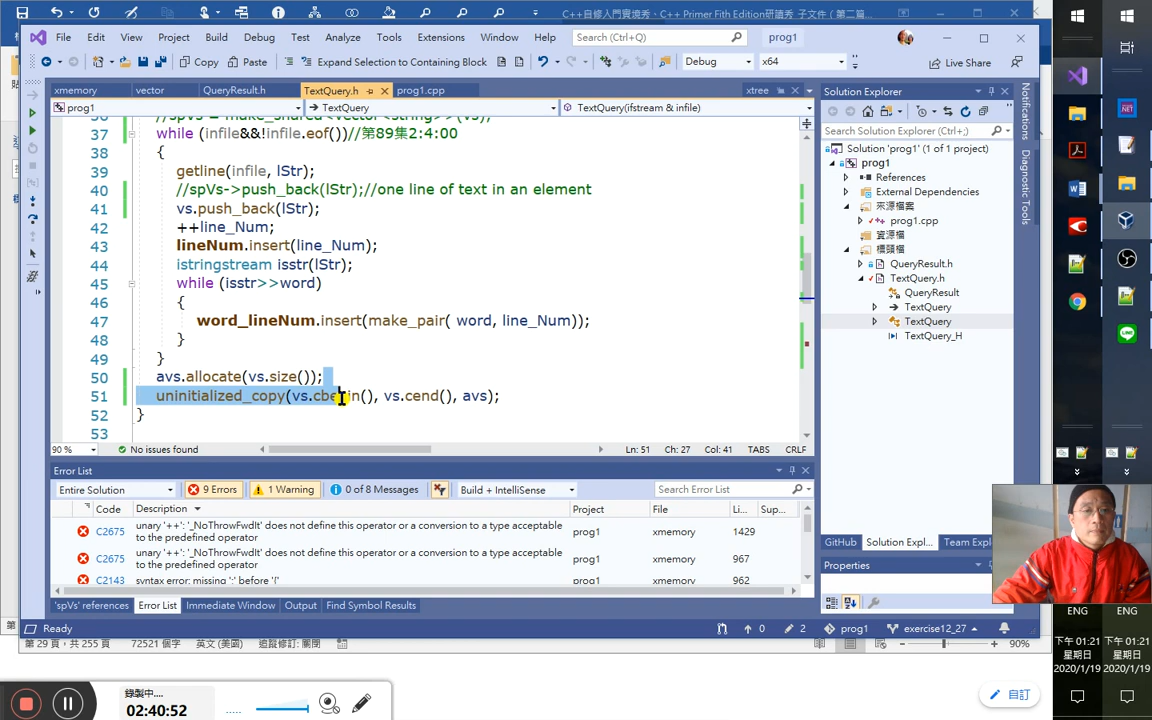 C++自修入門實境秀、C++ Primer Fith Edition研讀秀 子文件 ( 第二篇...
File Edit View Project Build Debug Test Analyze Tools Extensions Window Help Search (Ctrl+Q) prog1
Copy Paste Expand Selection to Containing Block Debug x64 Live Share
xmemory vector QueryResult.h TextQuery.h prog1.cpp xtree
prog1 TextQuery TextQuery(ifstream & infile)
//spVs = make_shared<vector<string>>(vs);
37 while (infile&&!infile.eof())//第89集2:4:00
38 {
39 getline(infile, lStr);
40 //spVs->push_back(lStr);//one line of text in an element
41 vs.push_back(lStr);
42 ++line_Num;
43 lineNum.insert(line_Num);
44 istringstream isstr(lStr);
45 while (isstr>>word)
46 {
47 word_lineNum.insert(make_pair( word, line_Num));
48 }
49 }
50 avs.allocate(vs.size());
51 uninitialized_copy(vs.cbegin(), vs.cend(), avs);
52 }
53
90 % No issues found Ln: 51 Ch: 27 Col: 41 TABS CRLF
Error List
Entire Solution 9 Errors 1 Warning 0 of 8 Messages Build + IntelliSense Search Error List
Code Description Project File Li... Sup...
C2675 unary '++': '_NoThrowFwdIt' does not define this operator or a conversion to a type acceptable to the predefined operator prog1 xmemory 1429
C2675 unary '++': '_NoThrowFwdIt' does not define this operator or a conversion to a type acceptable to the predefined operator prog1 xmemory 967
C2143 syntax error: missing ';' before '{' prog1 xmemory 962
'spVs' references Error List Immediate Window Output Find Symbol Results
Ready 0 2 prog1 exercise12_27
Solution Explorer
Search Solution Explorer (Ctrl+;)
Solution 'prog1' (1 of 1 project)
prog1
References
External Dependencies
來源檔案
prog1.cpp
資源檔
標頭檔
QueryResult.h
TextQuery.h
QueryResult
TextQuery
TextQuery
TextQuery_H
GitHub Solution Expl... Team Expl
Properties
Notifications
Diagnostic Tools
第 29 頁，共 255 頁 72521 個字 英文 (美國) 追蹤修訂: 關閉 90%
ENG ENG
下午 01:21 下午 01:21
星期日 星期日
2020/1/19 2020/1/19
錄製中...
02:40:52
自訂